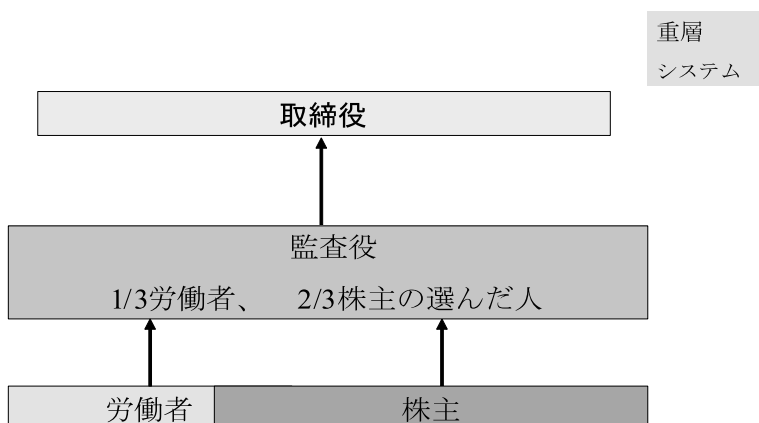 重層
システム
取締役
監査役
1/3労働者、 2/3株主の選んだ人
労働者 株主